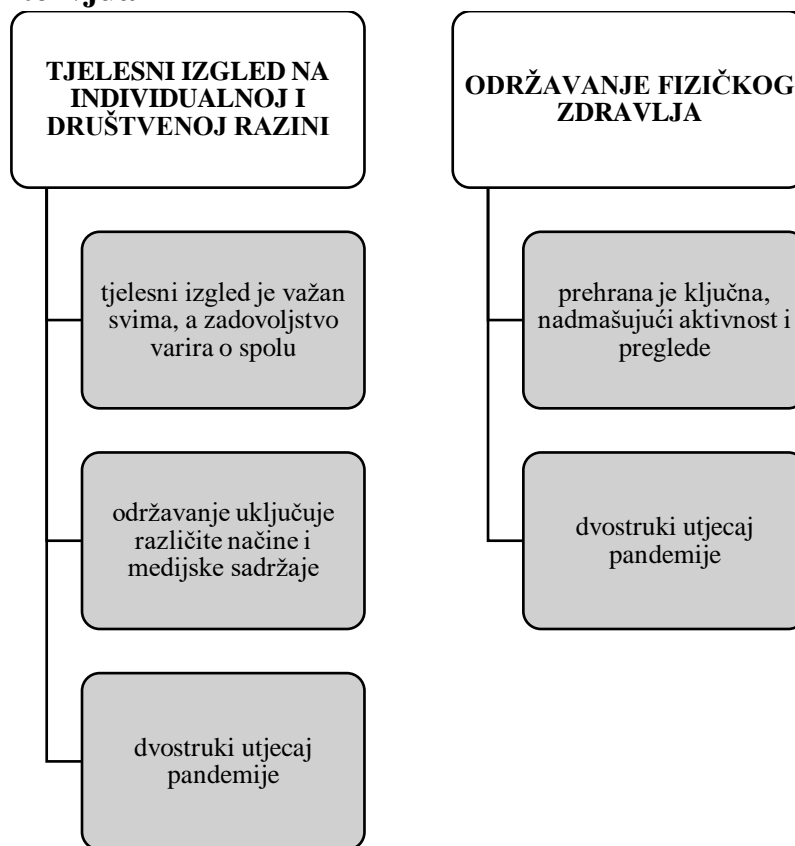 TJELESNI IZGLED NA
INDIVIDUALNOJ I
DRUŠTVENOJ RAZINI
tjelesni izgled je važan
svima, a zadovoljstvo
varira o spolu
održavanje uključuje
različite načine i
medijske sadržaje
dvostruki utjecaj
pandemije
ODRŽAVANJE FIZIČKOG
ZDRAVLJA
prehrana je ključna,
nadmašujući aktivnost i
preglede
dvostruki utjecaj
pandemije